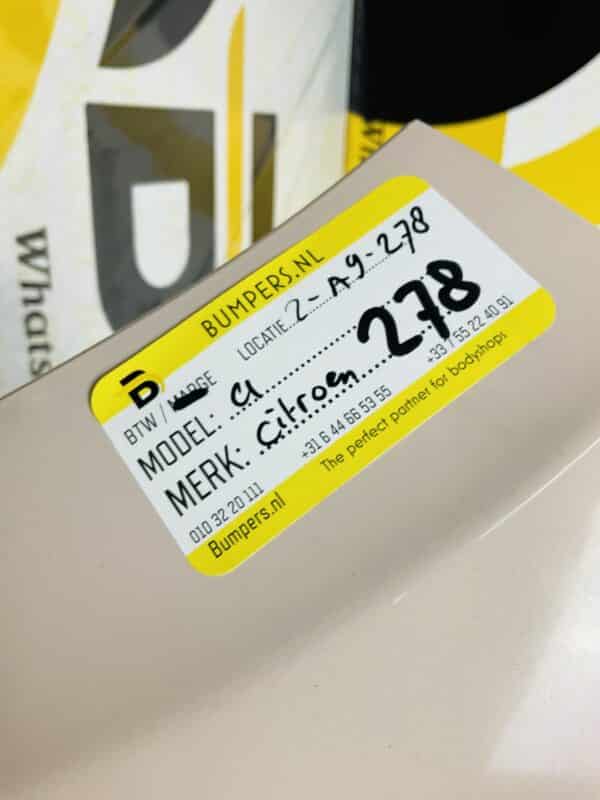 BUMPERS.NL
BTW / MARGE LOCATIE: 2-A9-278
MODEL: C1
278
MERK: Citroen
010 32 20 111 +31 6 44 66 53 55 +33 7 55 22 40 91
Bumpers.nl The perfect partner for bodyshops
Whats